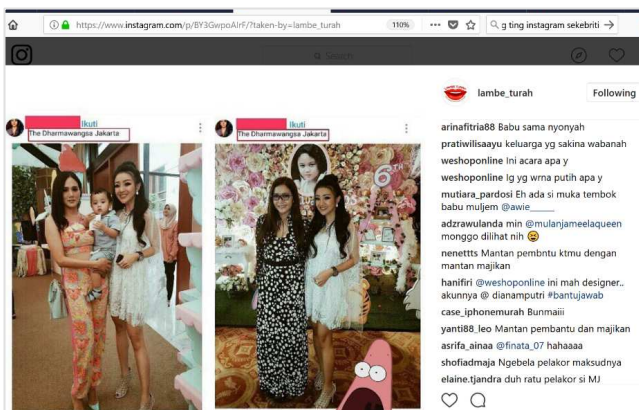 https://www.instagram.com/p/BY3GwpoAlrF/?taken-by=lambe_turah
110%
g ting instagram sekebriti
Search
lambe_turah
Following
Ikuti
The Dharmawangsa Jakarta
Ikuti
The Dharmawangsa Jakarta
6TH
arinafitria88 Babu sama nyonyah
pratiwilisaayu keluarga yg sakina wabanah
weshoponline Ini acara apa y
weshoponline Ig yg wrna putih apa y
mutiara_pardosi Eh ada si muka tembok
babu muljem @awie_____
adzrawulanda min @mulanjameelaqueen
monggo dilihat nih
nenettts Mantan pembntu ktmu dengan
mantan majikan
hanifiri @weshoponline ini mah designer..
akunnya @ dianamputri #bantujawab
case_iphonemurah Bunmaiii
yanti88_leo Mantan pembantu dan majikan
asrifa_ainaa @finata_07 hahaaaa
shofiadmaja Ngebela pelakor maksudnya
elaine.tjandra duh ratu pelakor si MJ